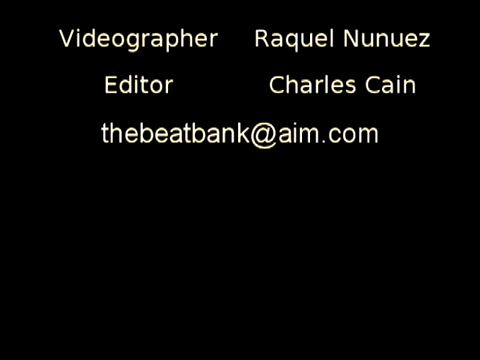 Videographer Raquel Nunuez
Editor Charles Cain
thebeatbank@aim.com